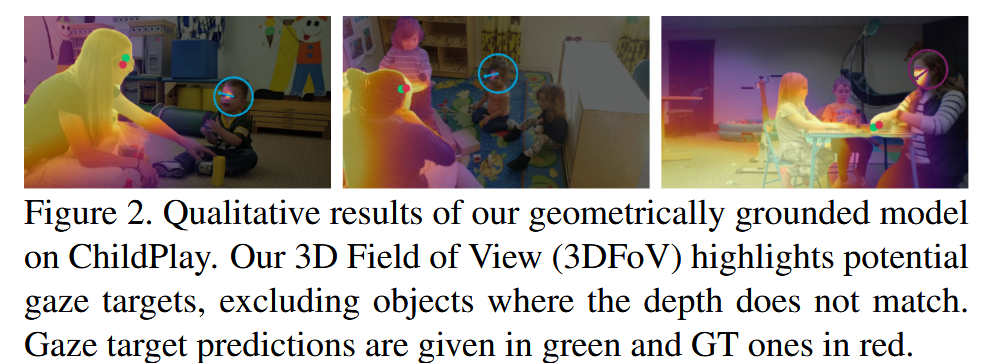 Figure 2. Qualitative results of our geometrically grounded model
on ChildPlay. Our 3D Field of View (3DFoV) highlights potential
gaze targets, excluding objects where the depth does not match.
Gaze target predictions are given in green and GT ones in red.